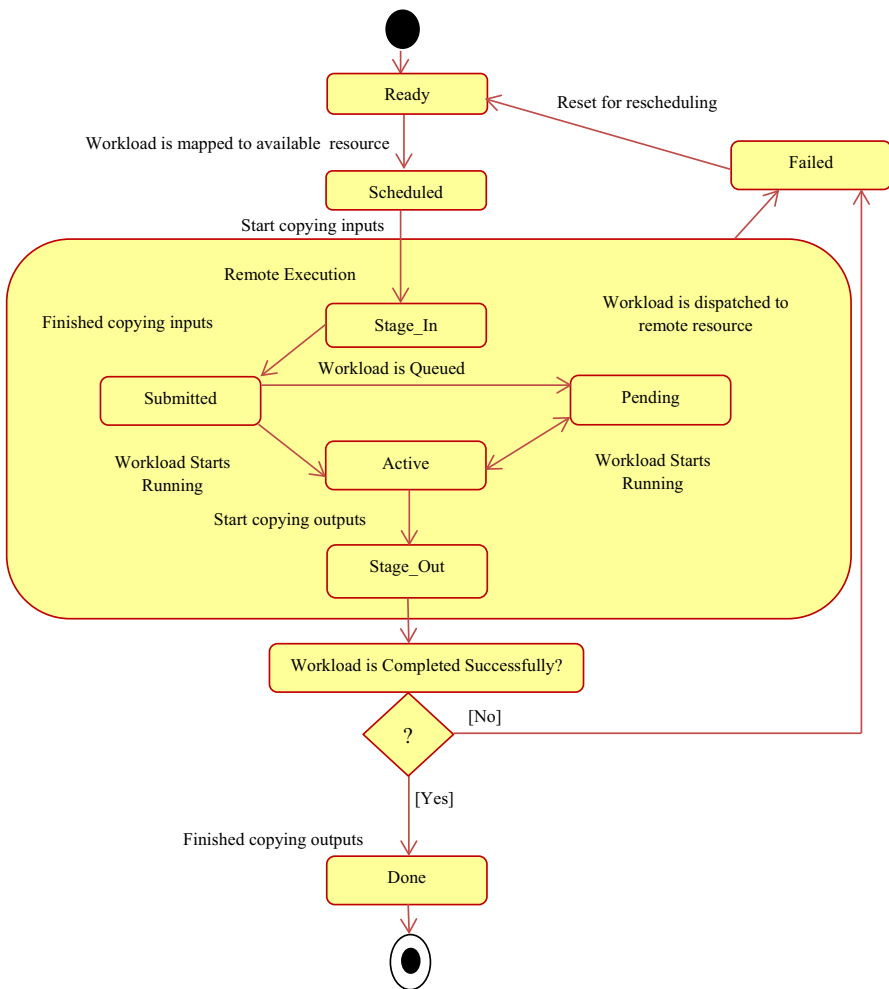 Ready
Reset for rescheduling
Workload is mapped to available resource
Failed
Scheduled
Start copying inputs
Remote Execution
Workload is dispatched to
remote resource
Finished copying inputs
Stage_In
Workload is Queued
Submitted
Pending
Workload Starts
Running
Active
Workload Starts
Running
Start copying outputs
Stage_Out
Workload is Completed Successfully?
?
[No]
[Yes]
Finished copying outputs
Done